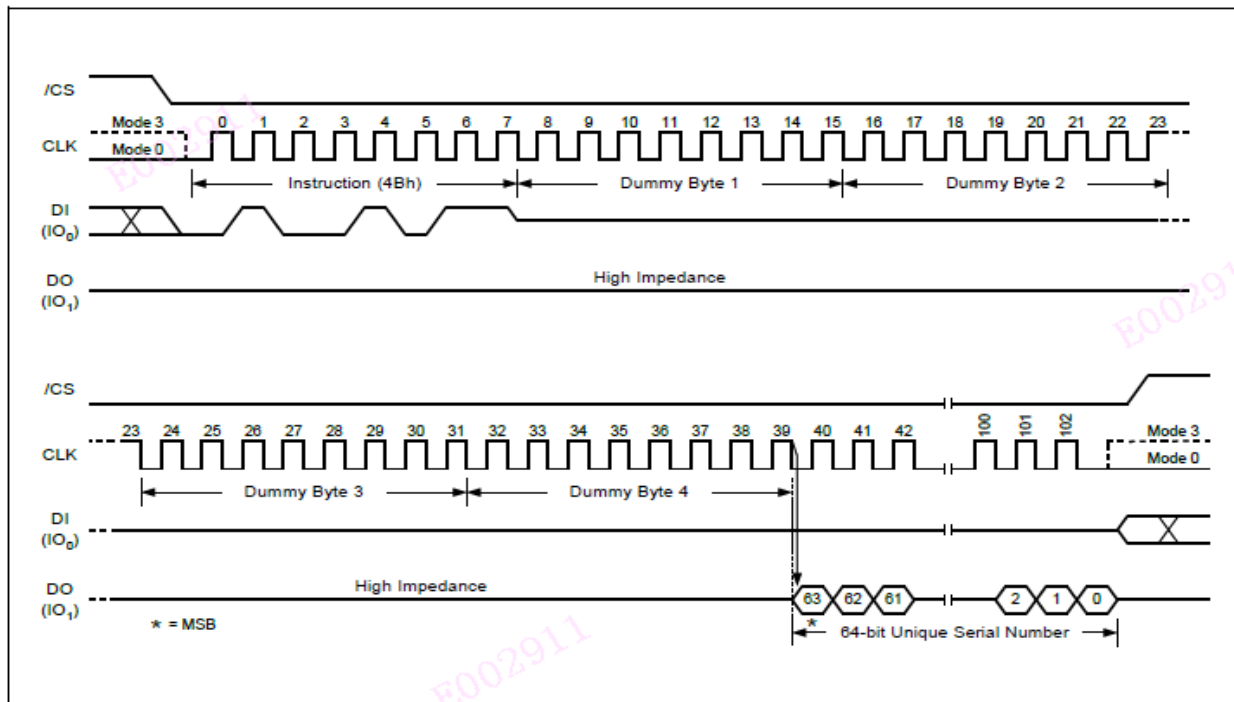 /CS
Mode 3 0 1 2 3 4 5 6 7 8 9 10 11 12 13 14 15 16 17 18 19 20 21 22 23
CLK Mode 0
Instruction (4Bh) Dummy Byte 1 Dummy Byte 2
DI
(IO0)
High Impedance
DO
(IO1)
/CS
23 24 25 26 27 28 29 30 31 32 33 34 35 36 37 38 39 40 41 42 100 101 102 Mode 3
CLK Mode 0
Dummy Byte 3 Dummy Byte 4
DI
(IO0)
High Impedance
DO
(IO1)
63 62 61 2 1 0
* = MSB
*
64-bit Unique Serial Number
E002911
E002911
E002911